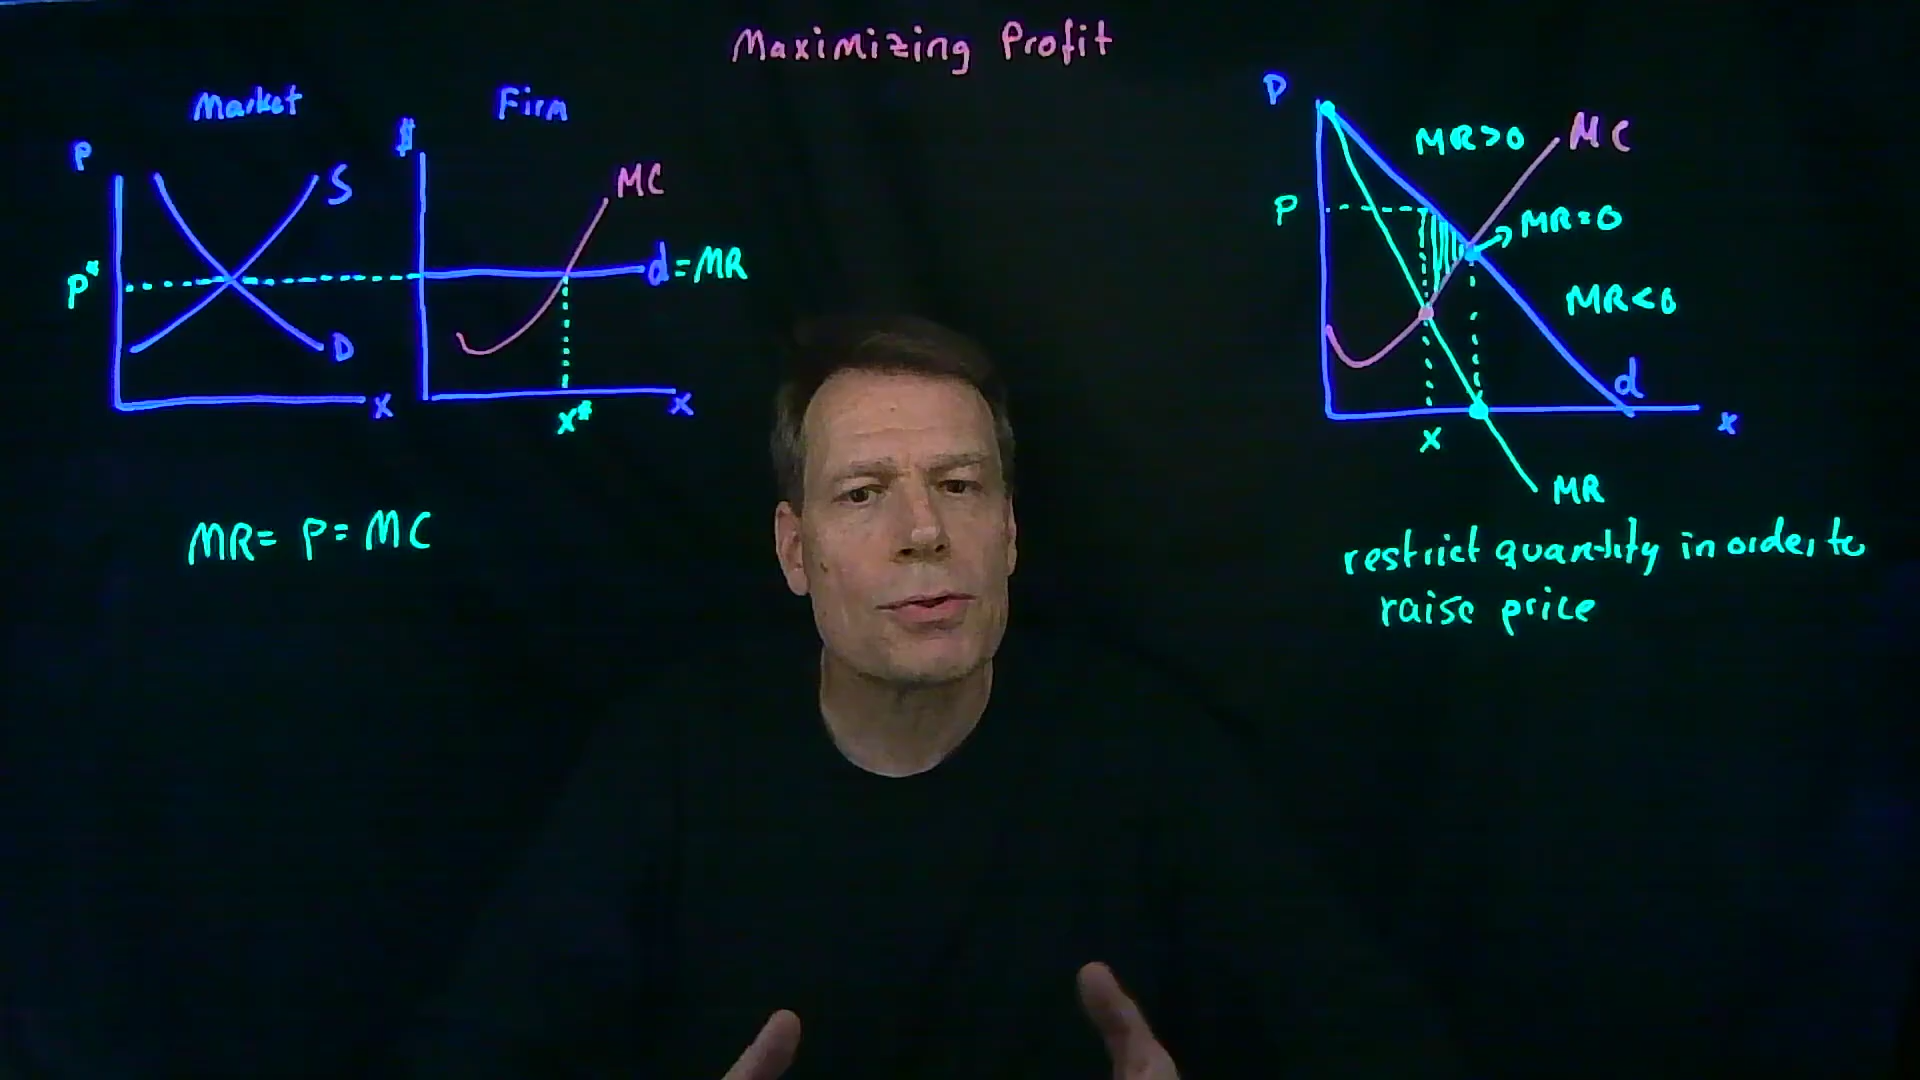 Maximizing Profit
Market
P
S
P*
D
x
Firm
$
MC
d=MR
x*
x
MR= P= MC
P
MR>0
MC
P
MR=0
MR<0
d
x
x
MR
restrict quantity in order to
raise price